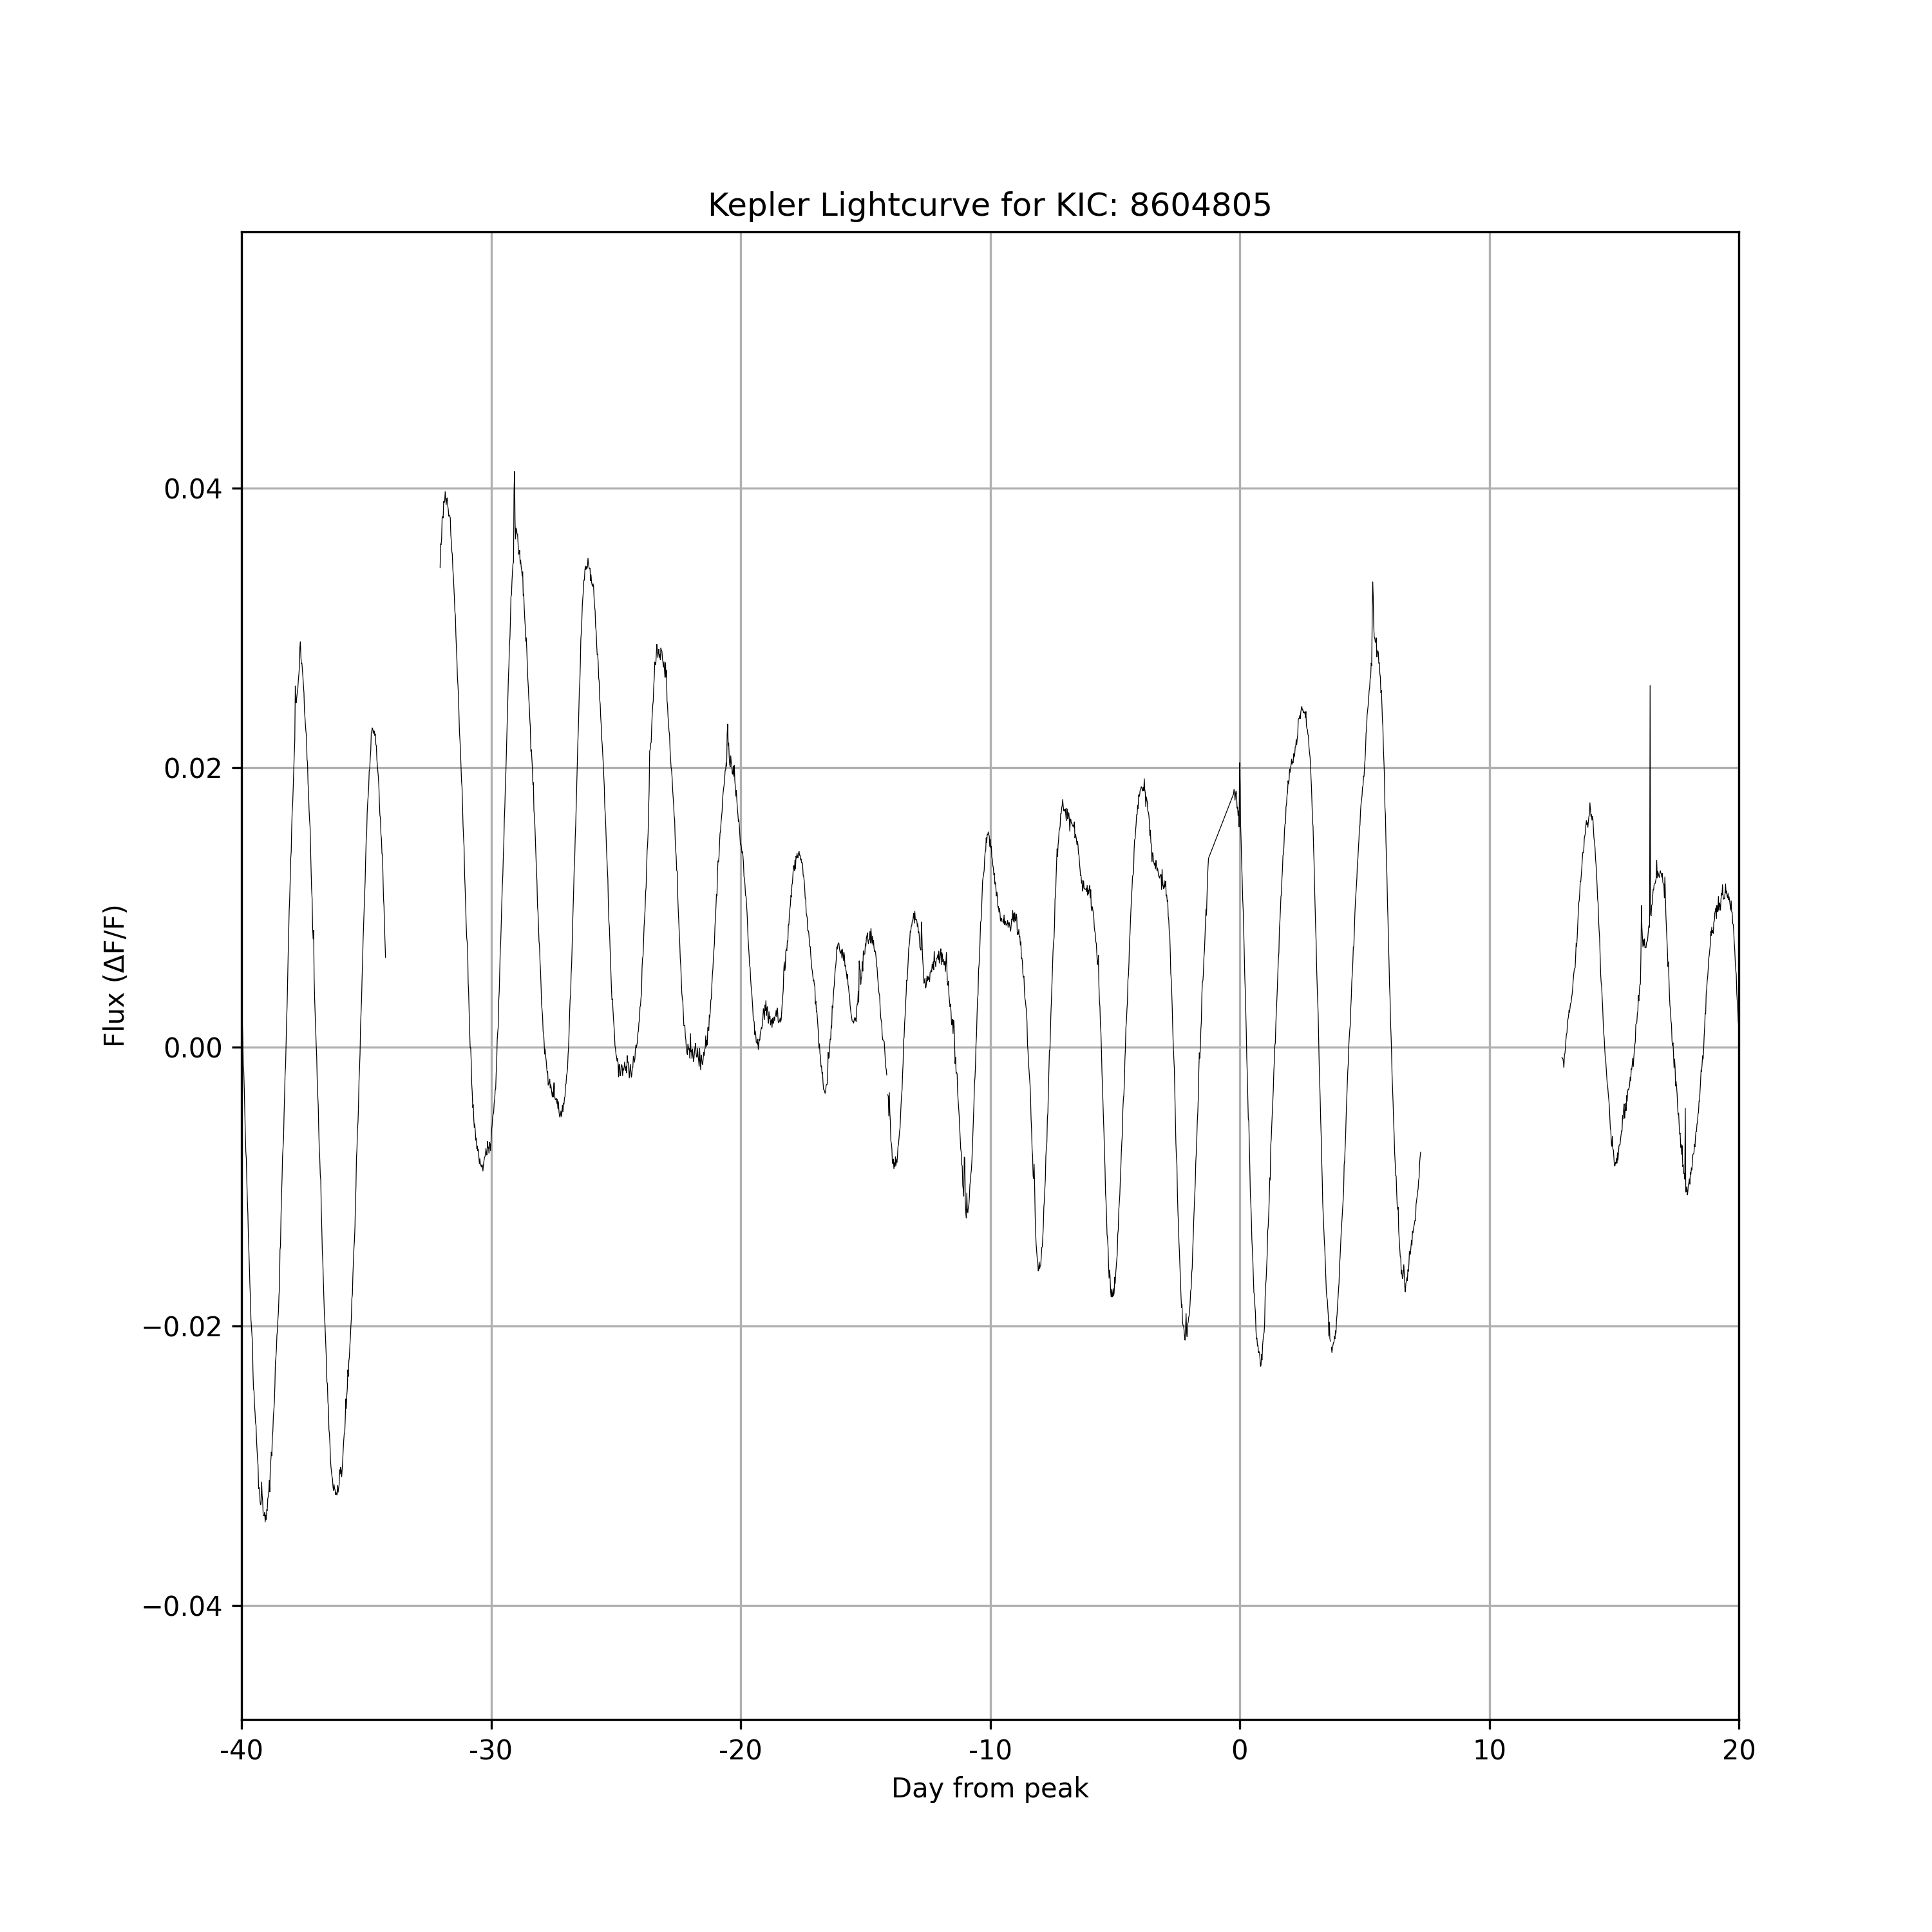 Kepler Lightcurve for KIC: 8604805
Flux (ΔF/F)
0.04
0.02
0.00
−0.02
−0.04
-40 -30 -20 -10 0 10 20
Day from peak